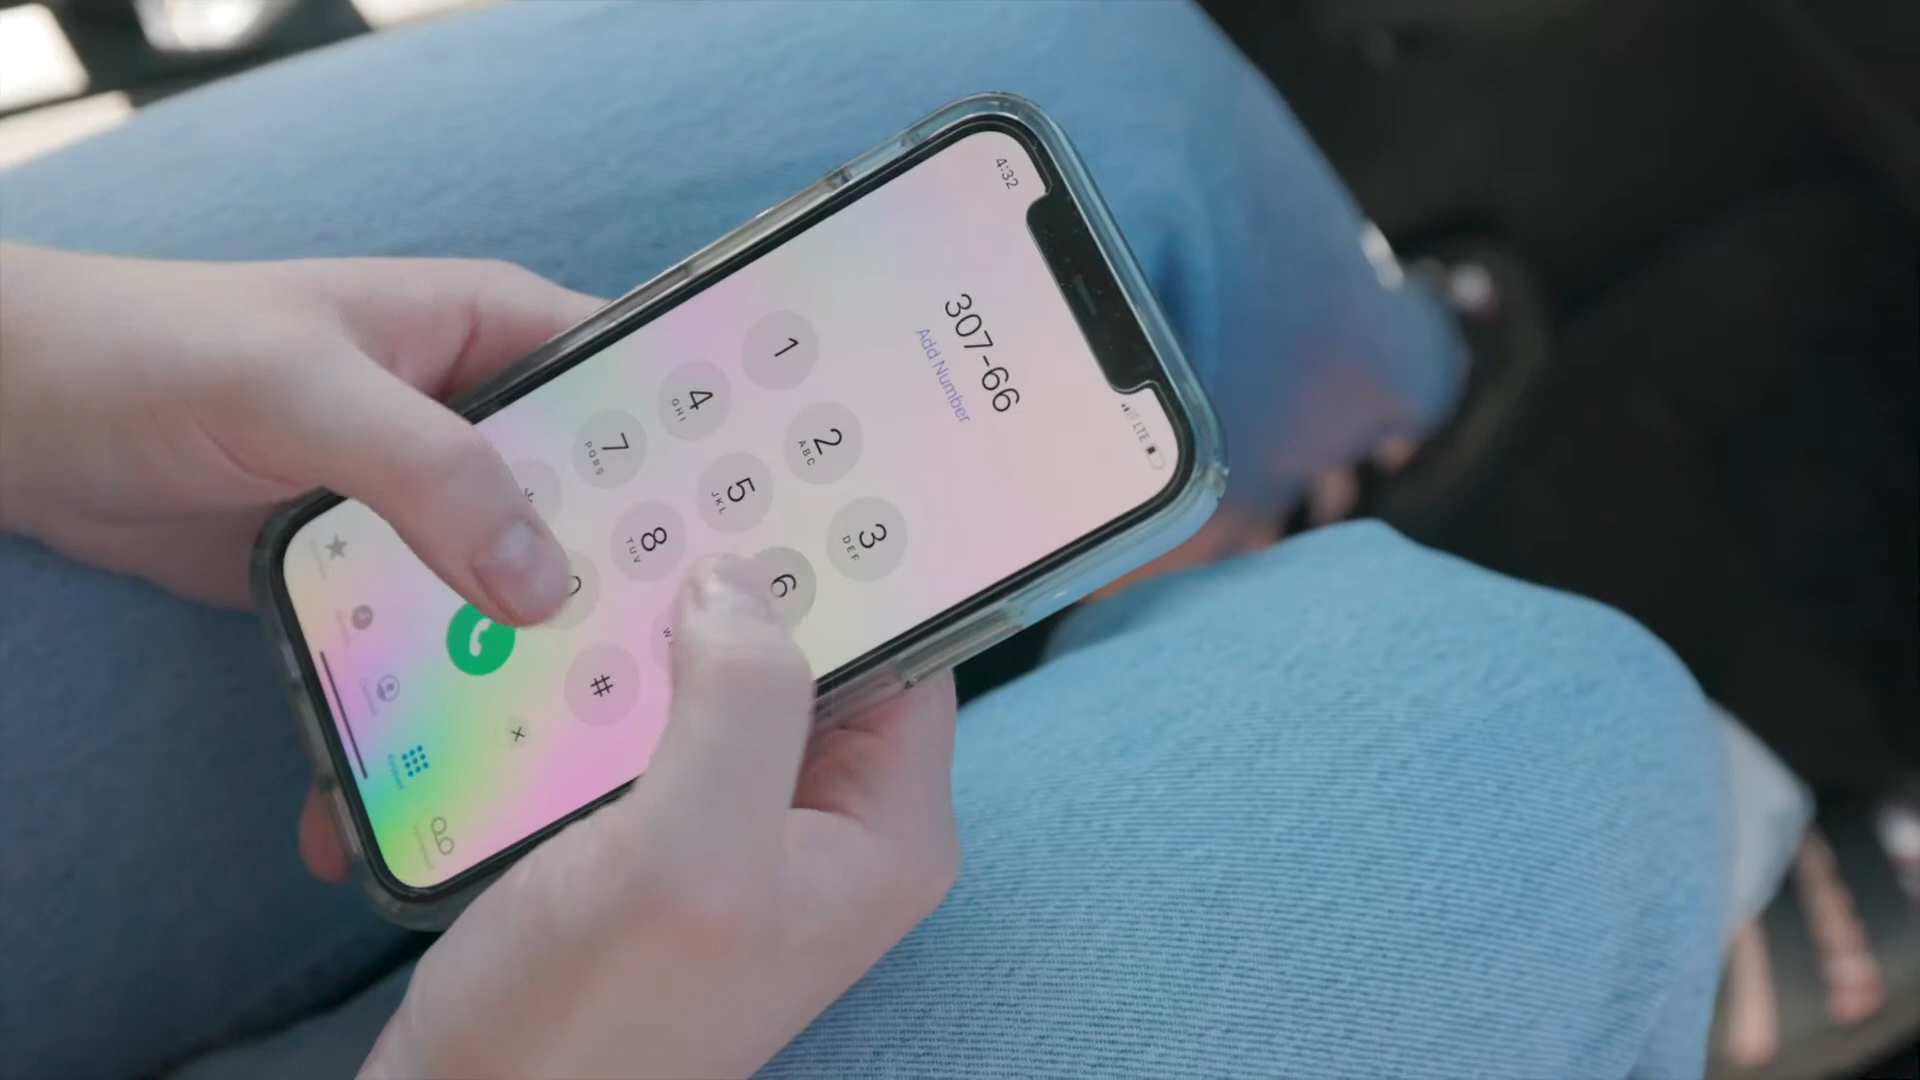 4:32
LTE
307-66
Add Number
1
2
ABC
3
DEF
4
GHI
5
JKL
6
7
PQRS
8
TUV
W
#
Keypad